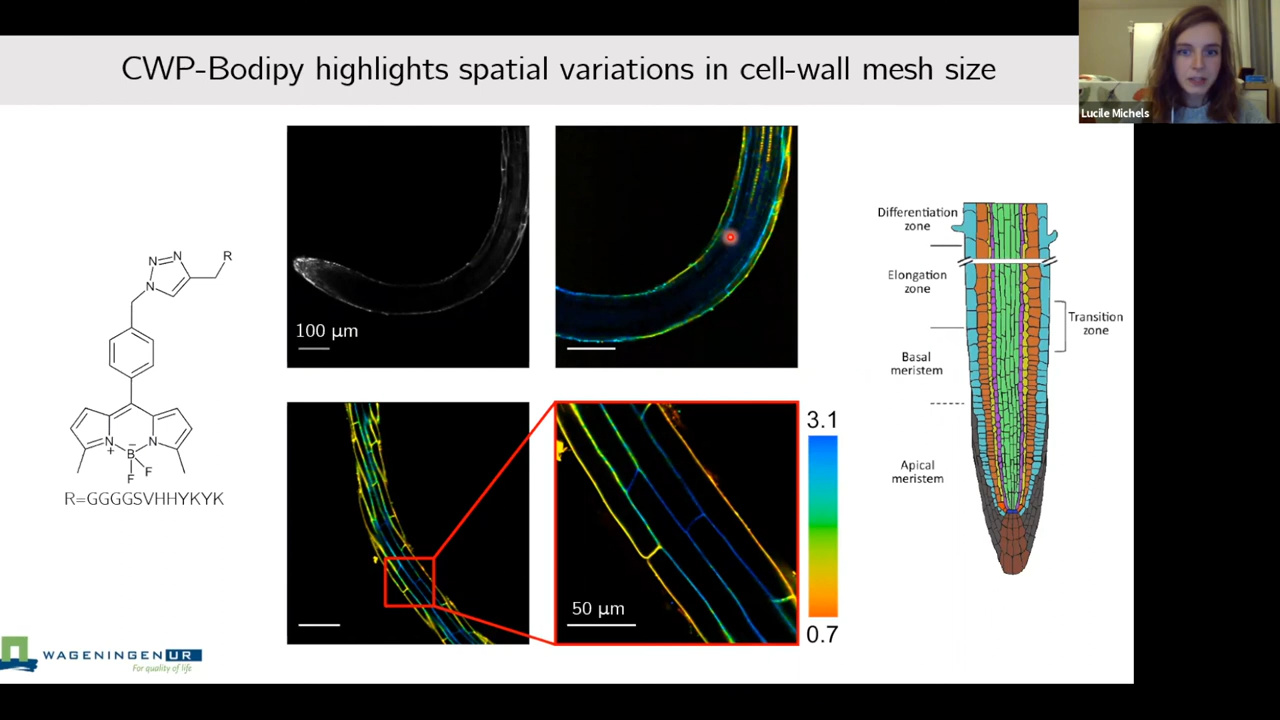 CWP-Bodipy highlights spatial variations in cell-wall mesh size
Lucile Michels
R
N
N
N
N
N
+
−
B
F
F
R=GGGGSVHHYKYK
100 μm
50 μm
3.1
0.7
Differentiation
zone
Elongation
zone
Transition
zone
Basal
meristem
Apical
meristem
WAGENINGEN UR
For quality of life